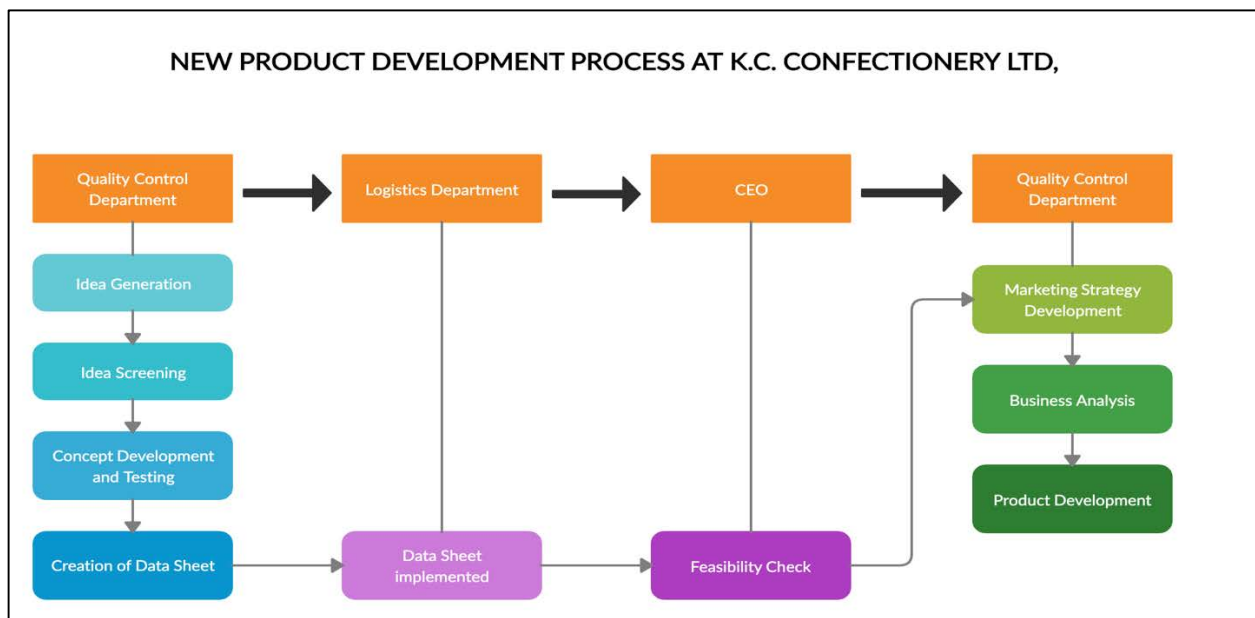 NEW PRODUCT DEVELOPMENT PROCESS AT K.C. CONFECTIONERY LTD,
Quality Control
Department
Logistics Department
CEO
Quality Control
Department
Idea Generation
Idea Screening
Concept Development
and Testing
Creation of Data Sheet
Data Sheet
implemented
Feasibility Check
Marketing Strategy
Development
Business Analysis
Product Development